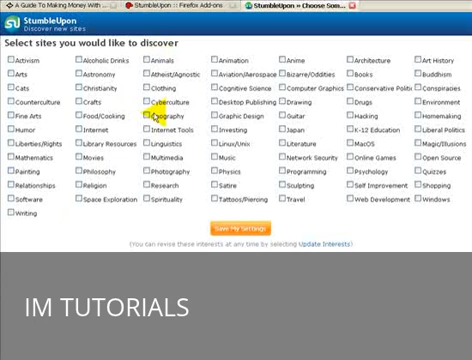 A Guide To Making Money With ...
StumbleUpon :: Firefox Add-ons
StumbleUpon » Choose Som...
SU
StumbleUpon
Discover new sites
Select sites you would like to discover
Activism Alcoholic Drinks Animals Animation Anime Architecture Art History
Arts Astronomy Atheist/Agnostic Aviation/Aerospace Bizarre/Oddities Books Buddhism
Cats Christianity Clothing Cognitive Science Computer Graphics Conservative Politi Conspiracies
Counterculture Crafts Cyberculture Desktop Publishing Drawing Drugs Environment
Fine Arts Food/Cooking Graphic Design Guitar Hacking Homemaking
Humor Internet Internet Tools Investing Japan K-12 Education Liberal Politics
Liberties/Rights Library Resources Linguistics Linux/Unix Literature MacOS Magic/Illusions
Mathematics Movies Multimedia Music Network Security Online Games Open Source
Painting Philosophy Photography Physics Programming Psychology Quizzes
Relationships Religion Research Satire Sculpting Self Improvement Shopping
Software Space Exploration Spirituality Tattoos/Piercing Travel Web Development Windows
Writing
Save My Settings
(You can revise these interests at any time by selecting Update Interests)
IM TUTORIALS